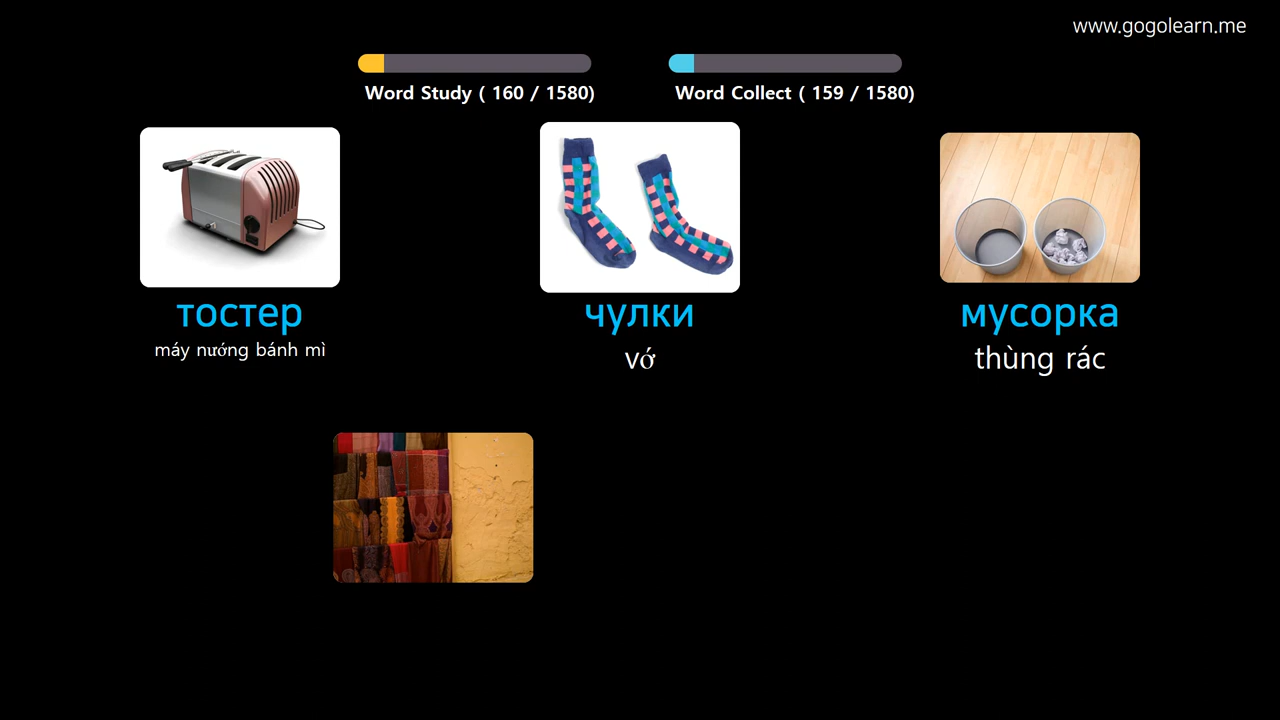 www.gogolearn.me
Word Study ( 160 / 1580)
Word Collect ( 159 / 1580)
тостер
máy nướng bánh mì
чулки
vớ
мусорка
thùng rác